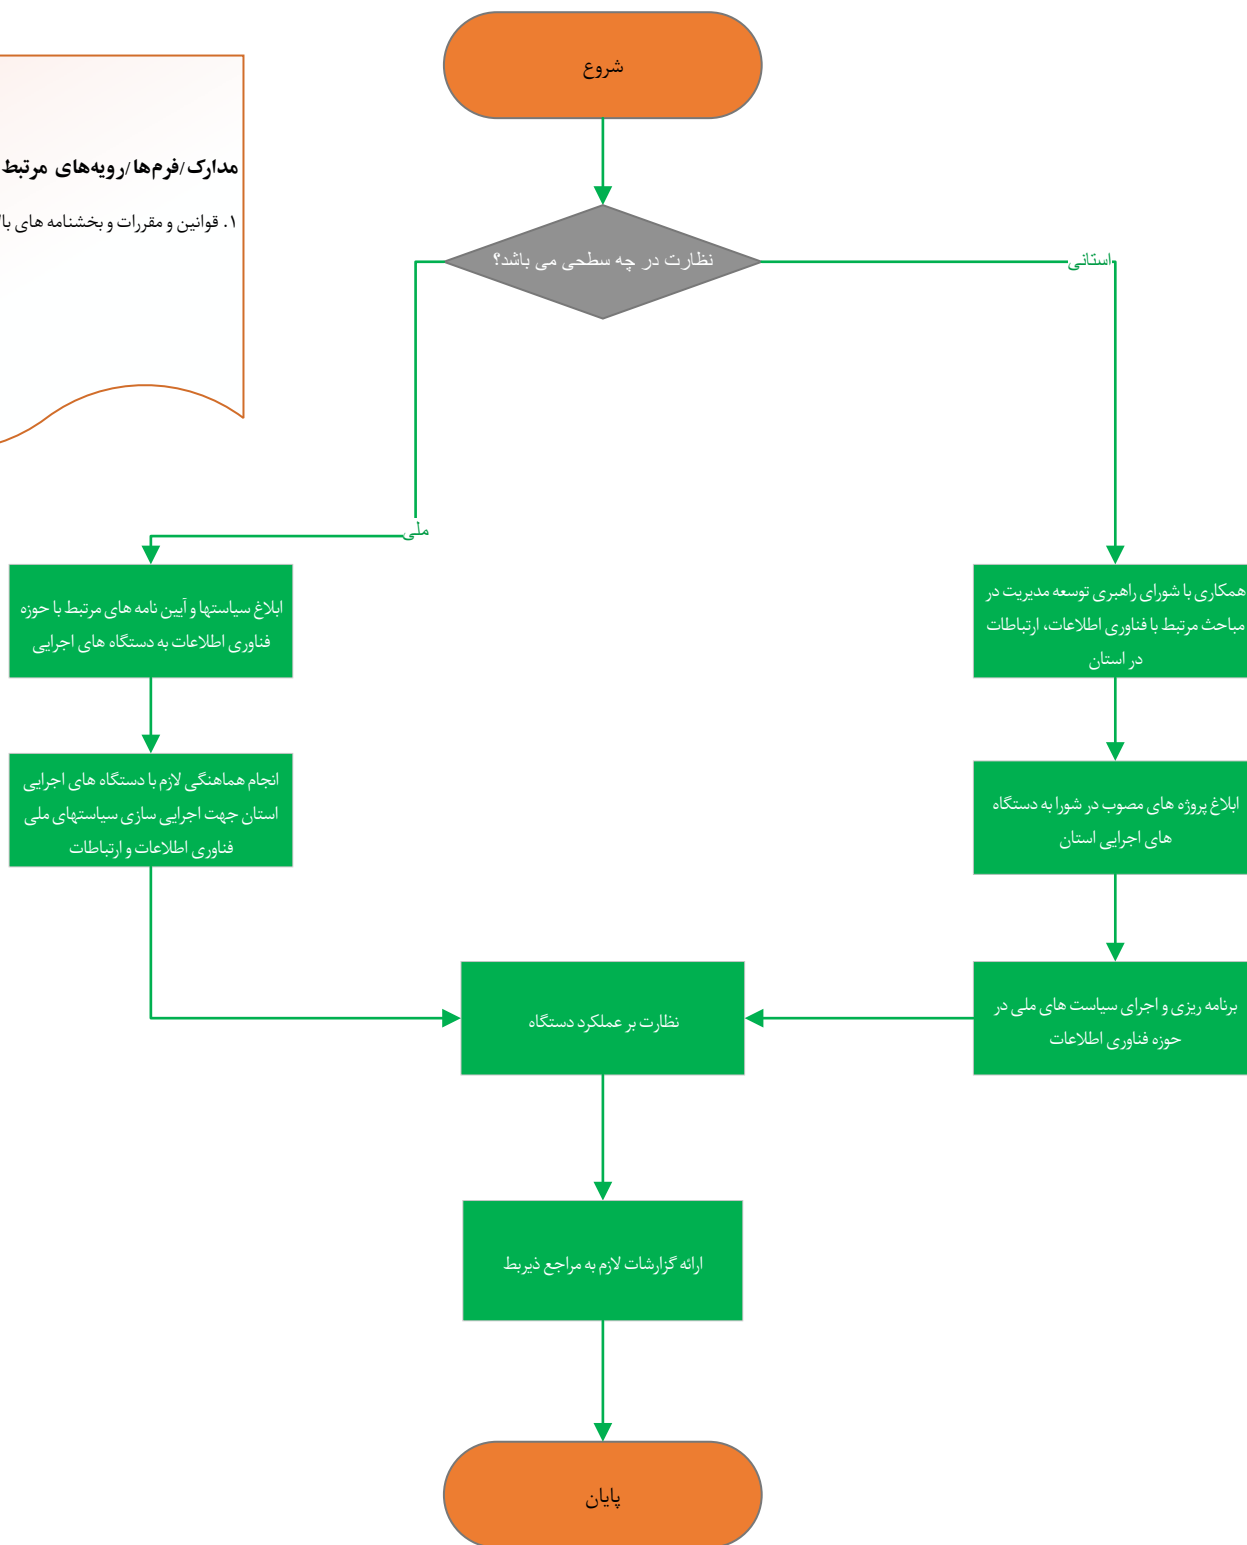 شروع
مدارک/فرم‌ها/رویه‌های مرتبط
۱. قوانین و مقررات و بخشنامه های
نظارت در چه سطحی می باشد؟
استانی
ملی
همکاری با شورای راهبری توسعه مدیریت در
مباحث مرتبط با فناوری اطلاعات، ارتباطات
در استان
ابلاغ سیاستها و آیین نامه های مرتبط با حوزه
فناوری اطلاعات به دستگاه های اجرایی
ابلاغ پروژه های مصوب در شورا به دستگاه
های اجرایی استان
انجام هماهنگی لازم با دستگاه های اجرایی
استان جهت اجرایی سازی سیاستهای ملی
فناوری اطلاعات و ارتباطات
برنامه ریزی و اجرای سیاست های ملی در
حوزه فناوری اطلاعات
نظارت بر عملکرد دستگاه
ارائه گزارشات لازم به مراجع ذیربط
پایان